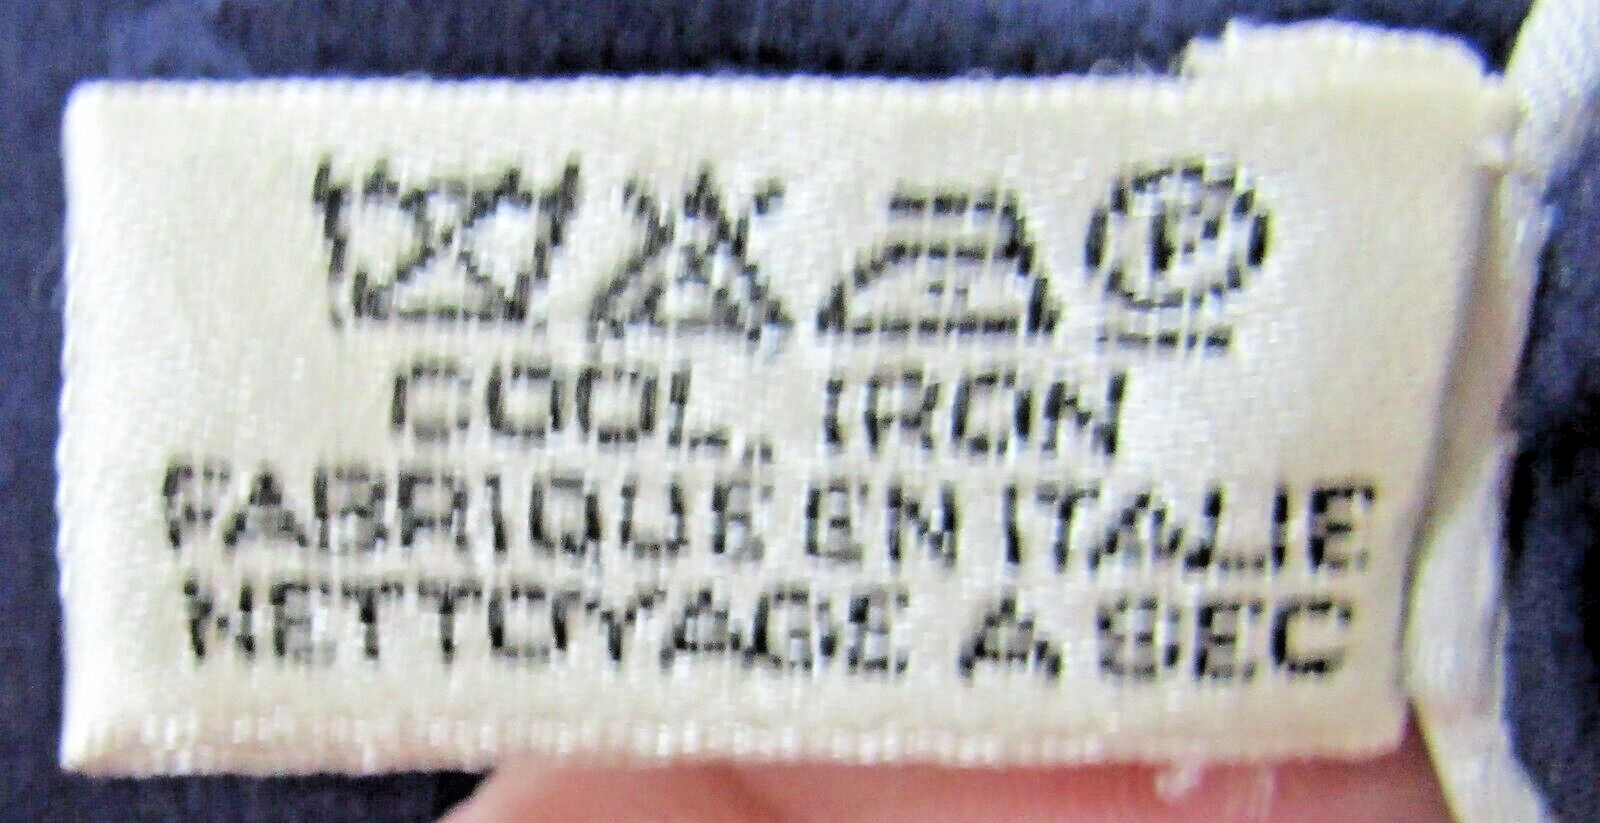 P
COOL IRON
FABRIQUE EN ITALIE
NETTOYAGE A SEC